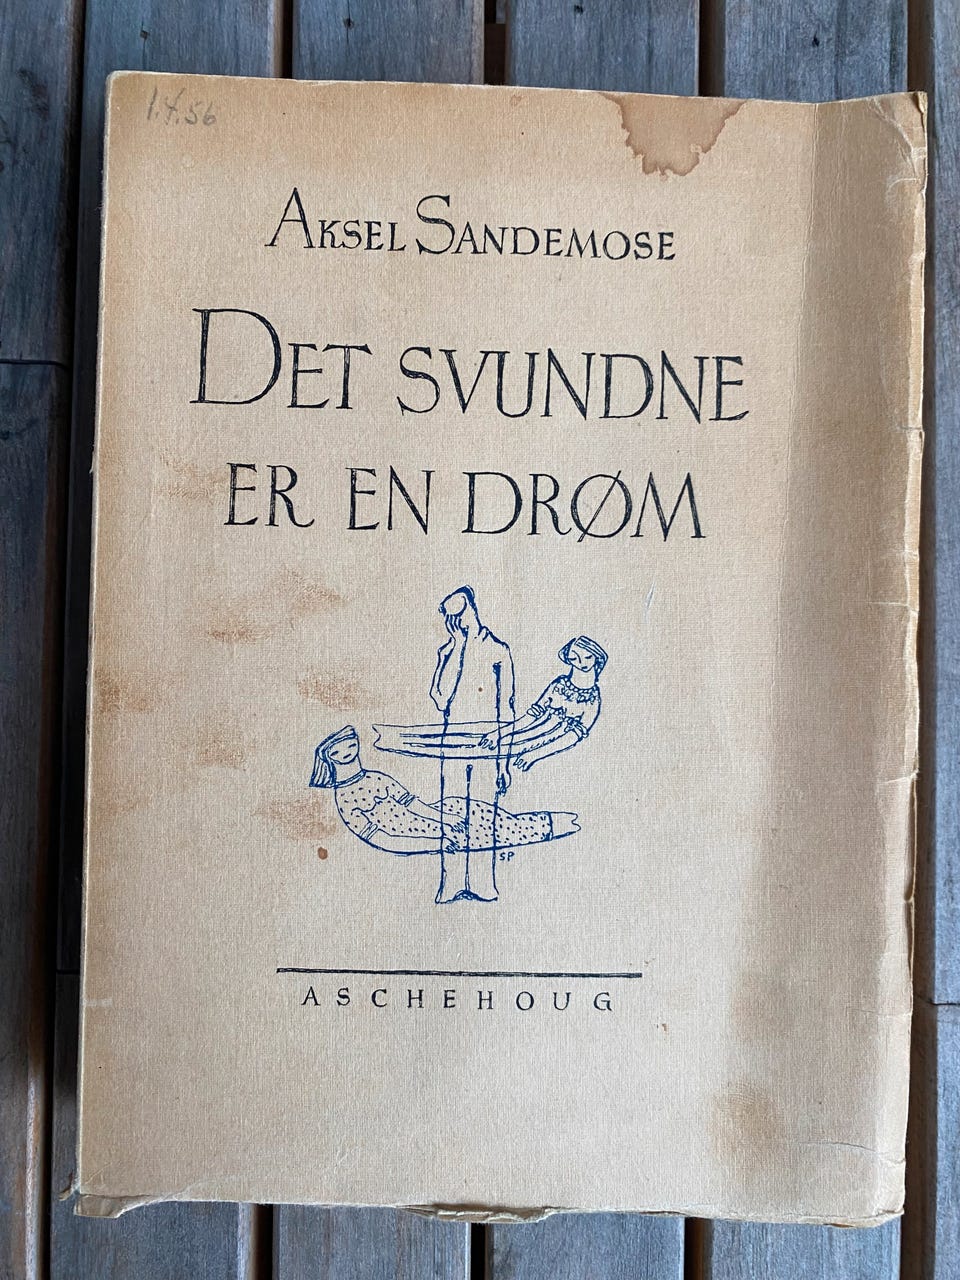 1.4.56
AKSEL SANDEMOSE
DET SVUNDNE
ER EN DRØM
SP
ASCHEHOUG